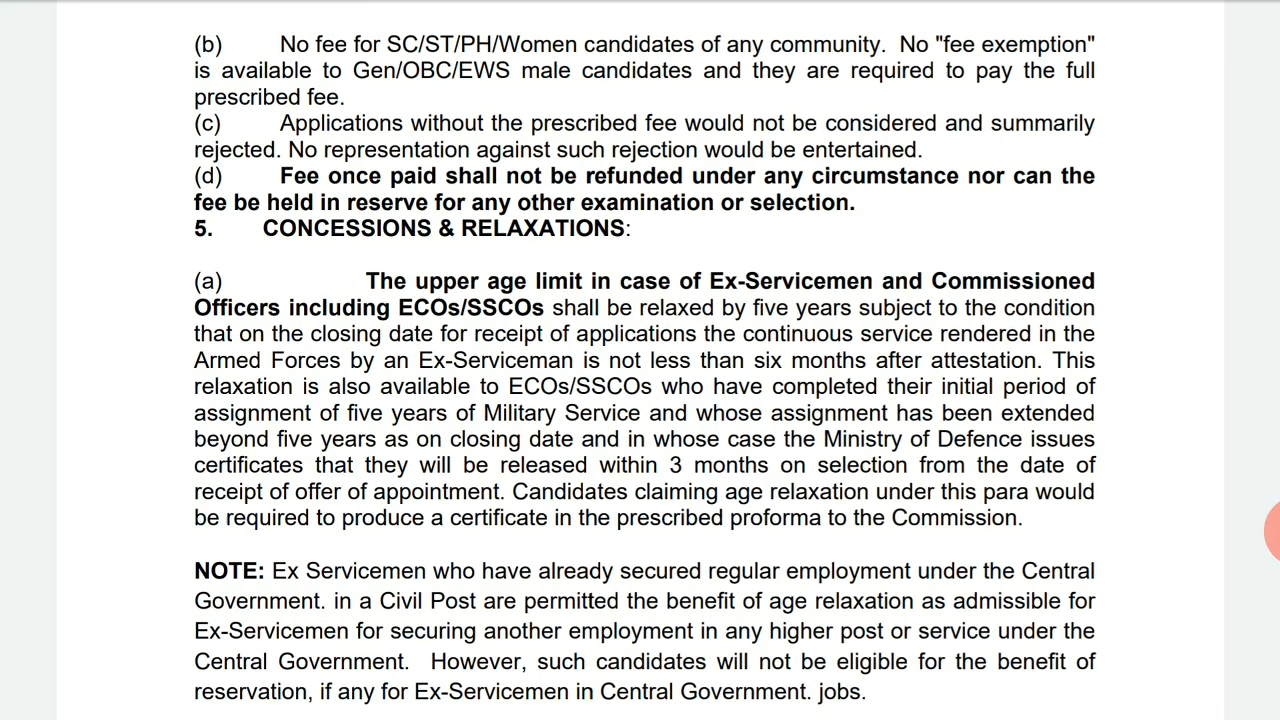 (b) No fee for SC/ST/PH/Women candidates of any community. No "fee exemption"
is available to Gen/OBC/EWS male candidates and they are required to pay the full
prescribed fee.
(c) Applications without the prescribed fee would not be considered and summarily
rejected. No representation against such rejection would be entertained.
(d) Fee once paid shall not be refunded under any circumstance nor can the
fee be held in reserve for any other examination or selection.
5. CONCESSIONS & RELAXATIONS:
(a) The upper age limit in case of Ex-Servicemen and Commissioned
Officers including ECOs/SSCOs shall be relaxed by five years subject to the condition
that on the closing date for receipt of applications the continuous service rendered in the
Armed Forces by an Ex-Serviceman is not less than six months after attestation. This
relaxation is also available to ECOs/SSCOs who have completed their initial period of
assignment of five years of Military Service and whose assignment has been extended
beyond five years as on closing date and in whose case the Ministry of Defence issues
certificates that they will be released within 3 months on selection from the date of
receipt of offer of appointment. Candidates claiming age relaxation under this para would
be required to produce a certificate in the prescribed proforma to the Commission.
NOTE: Ex Servicemen who have already secured regular employment under the Central
Government. in a Civil Post are permitted the benefit of age relaxation as admissible for
Ex-Servicemen for securing another employment in any higher post or service under the
Central Government. However, such candidates will not be eligible for the benefit of
reservation, if any for Ex-Servicemen in Central Government. jobs.